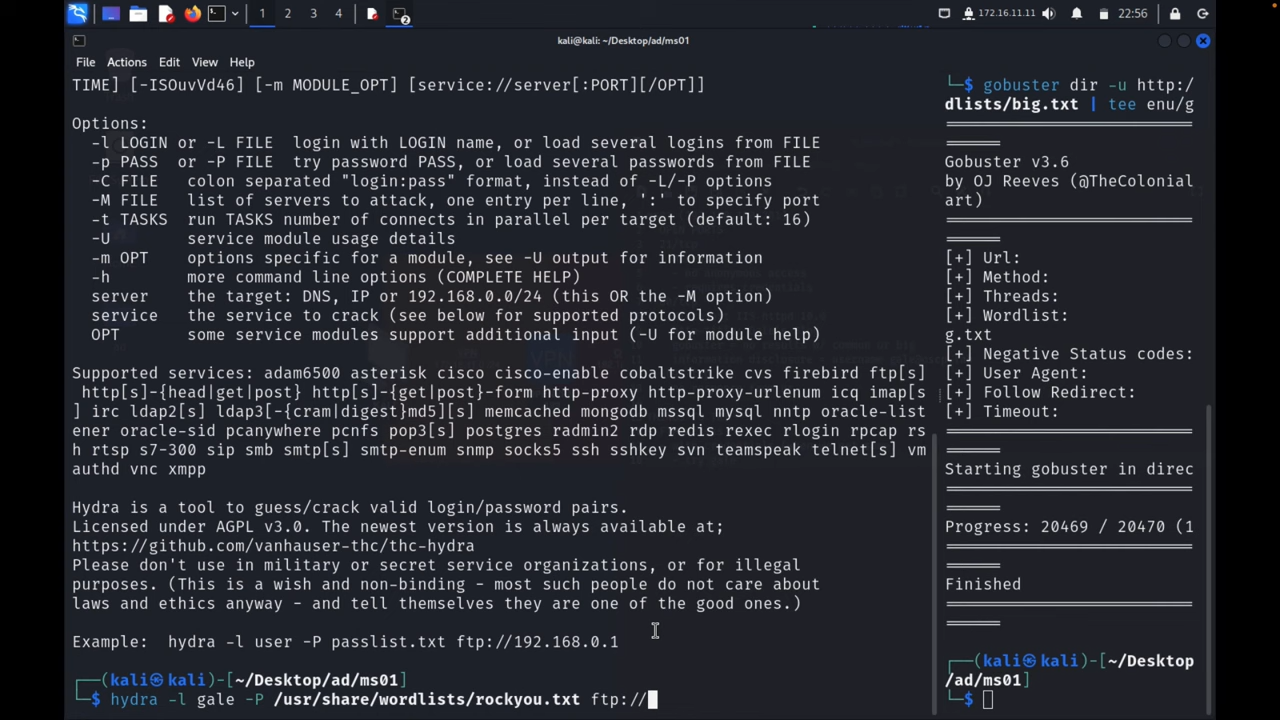 1 2 3 4 2 172.16.11.11 22:56
kali@kali: ~/Desktop/ad/ms01
File Actions Edit View Help
TIME] [-ISOuvVd46] [-m MODULE_OPT] [service://server[:PORT][/OPT]]
Options:
-l LOGIN or -L FILE login with LOGIN name, or load several logins from FILE
-p PASS or -P FILE try password PASS, or load several passwords from FILE
-C FILE colon separated "login:pass" format, instead of -L/-P options
-M FILE list of servers to attack, one entry per line, ':' to specify port
-t TASKS run TASKS number of connects in parallel per target (default: 16)
-U service module usage details
-m OPT options specific for a module, see -U output for information
-h more command line options (COMPLETE HELP)
server the target: DNS, IP or 192.168.0.0/24 (this OR the -M option)
service the service to crack (see below for supported protocols)
OPT some service modules support additional input (-U for module help)
Supported services: adam6500 asterisk cisco cisco-enable cobaltstrike cvs firebird ftp[s]
http[s]-{head|get|post} http[s]-{get|post}-form http-proxy http-proxy-urlenum icq imap[s
] irc ldap2[s] ldap3[-{cram|digest}md5][s] memcached mongodb mssql mysql nntp oracle-list
ener oracle-sid pcanywhere pcnfs pop3[s] postgres radmin2 rdp redis rexec rlogin rpcap rs
h rtsp s7-300 sip smb smtp[s] smtp-enum snmp socks5 ssh sshkey svn teamspeak telnet[s] vm
authd vnc xmpp
Hydra is a tool to guess/crack valid login/password pairs.
Licensed under AGPL v3.0. The newest version is always available at;
https://github.com/vanhauser-thc/thc-hydra
Please don't use in military or secret service organizations, or for illegal
purposes. (This is a wish and non-binding - most such people do not care about
laws and ethics anyway - and tell themselves they are one of the good ones.)
Example: hydra -l user -P passlist.txt ftp://192.168.0.1
(kali㉿kali)-[~/Desktop/ad/ms01]
$ hydra -l gale -P /usr/share/wordlists/rockyou.txt ftp://
$ gobuster dir -u http:/
dlists/big.txt | tee enu/g
Gobuster v3.6
by OJ Reeves (@TheColonial
art)
[+] Url:
[+] Method:
[+] Threads:
[+] Wordlist:
g.txt
[+] Negative Status codes:
[+] User Agent:
[+] Follow Redirect:
[+] Timeout:
Starting gobuster in direc
Progress: 20469 / 20470 (1
Finished
(kali㉿kali)-[~/Desktop
/ad/ms01]
$